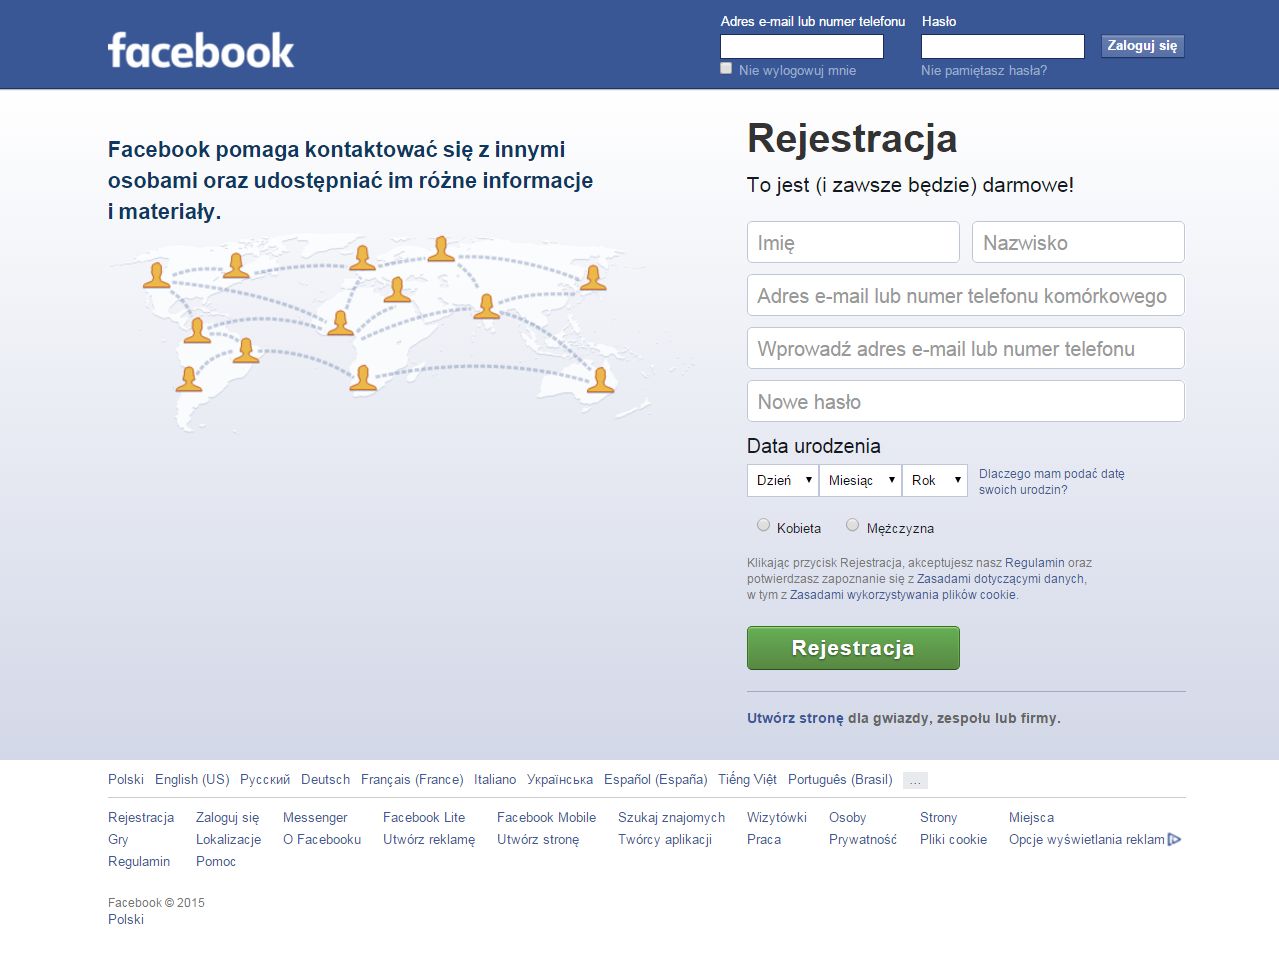 facebook
Adres e-mail lub numer telefonu
Hasło
Zaloguj się
Nie wylogowuj mnie
Nie pamiętasz hasła?
Facebook pomaga kontaktować się z innymi
osobami oraz udostępniać im różne informacje
i materiały.
Rejestracja
To jest (i zawsze będzie) darmowe!
Imię
Nazwisko
Adres e-mail lub numer telefonu komórkowego
Wprowadź adres e-mail lub numer telefonu
Nowe hasło
Data urodzenia
Dzień
Miesiąc
Rok
Dlaczego mam podać datę
swoich urodzin?
Kobieta
Mężczyzna
Klikając przycisk Rejestracja, akceptujesz nasz Regulamin oraz
potwierdzasz zapoznanie się z Zasadami dotyczącymi danych,
w tym z Zasadami wykorzystywania plików cookie.
Rejestracja
Utwórz stronę dla gwiazdy, zespołu lub firmy.
Polski English (US) Русский Deutsch Français (France) Italiano Українська Español (España) Tiếng Việt Português (Brasil) ...
Rejestracja Zaloguj się Messenger Facebook Lite Facebook Mobile Szukaj znajomych Wizytówki Osoby Strony Miejsca
Gry Lokalizacje O Facebooku Utwórz reklamę Utwórz stronę Twórcy aplikacji Praca Prywatność Pliki cookie Opcje wyświetlania reklam
Regulamin Pomoc
Facebook © 2015
Polski